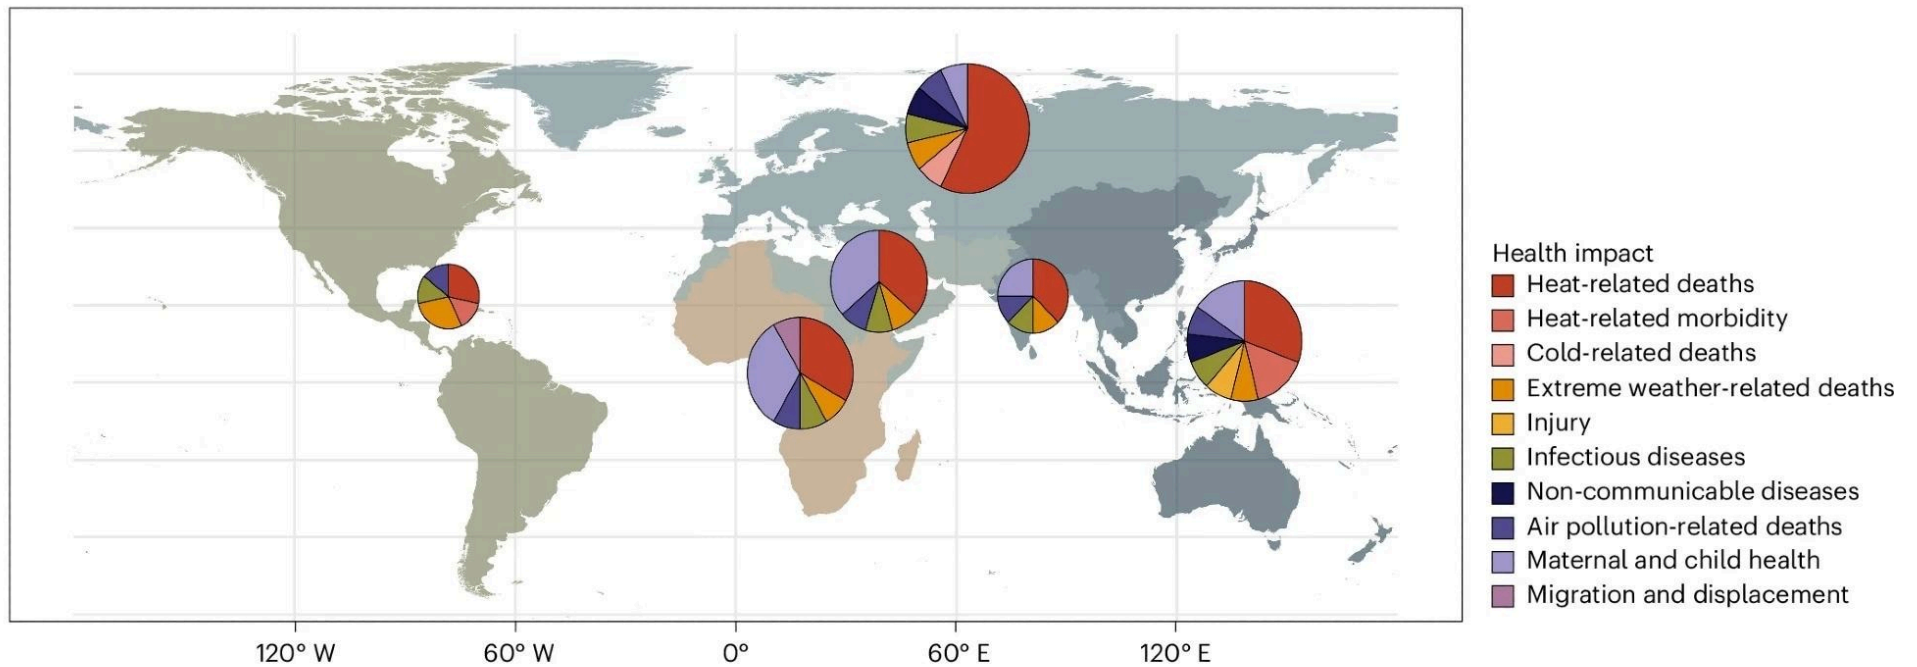 Health impact
Heat-related deaths
Heat-related morbidity
Cold-related deaths
Extreme weather-related deaths
Injury
Infectious diseases
Non-communicable diseases
Air pollution-related deaths
Maternal and child health
Migration and displacement
120° W 60° W 0° 60° E 120° E